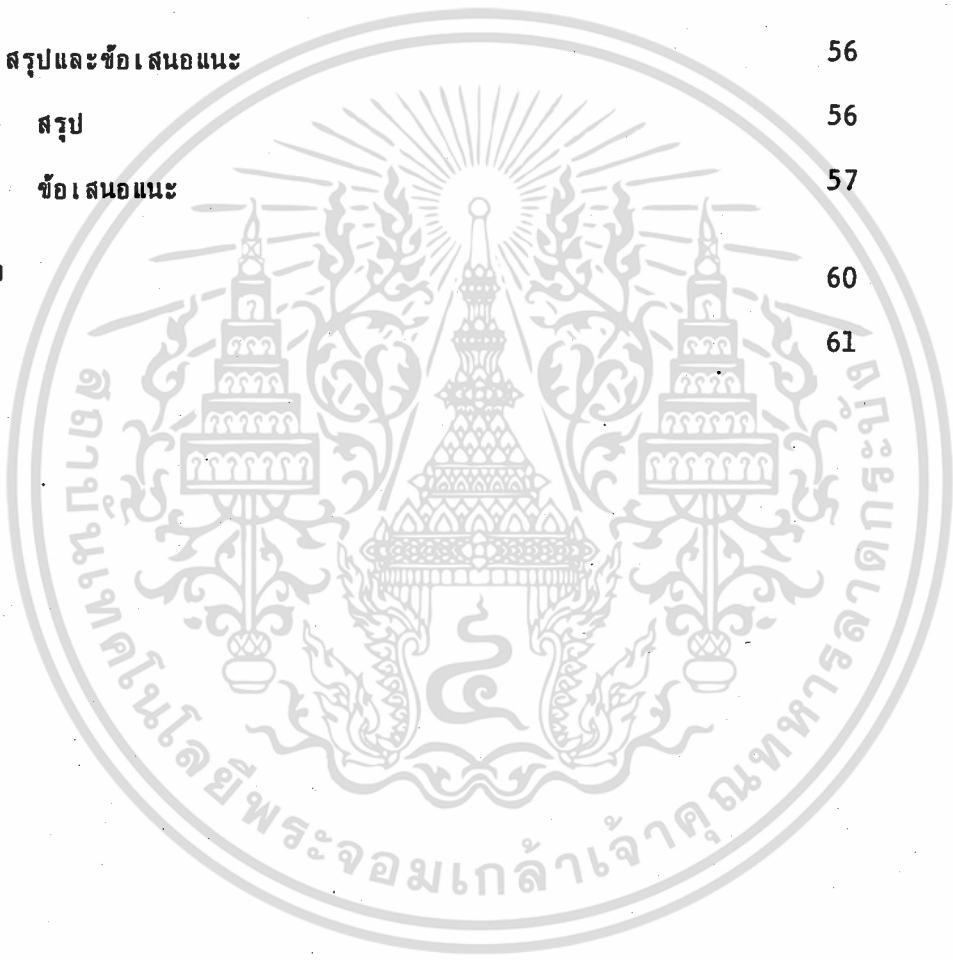 สรุปและข้อเสนอแนะ 56
สรุป 56
ข้อเสนอแนะ 57
60
61
สถาบันเทคโนโลยีพระจอมเกล้าเจ้าคุณทหารลาดกระบัง
๔